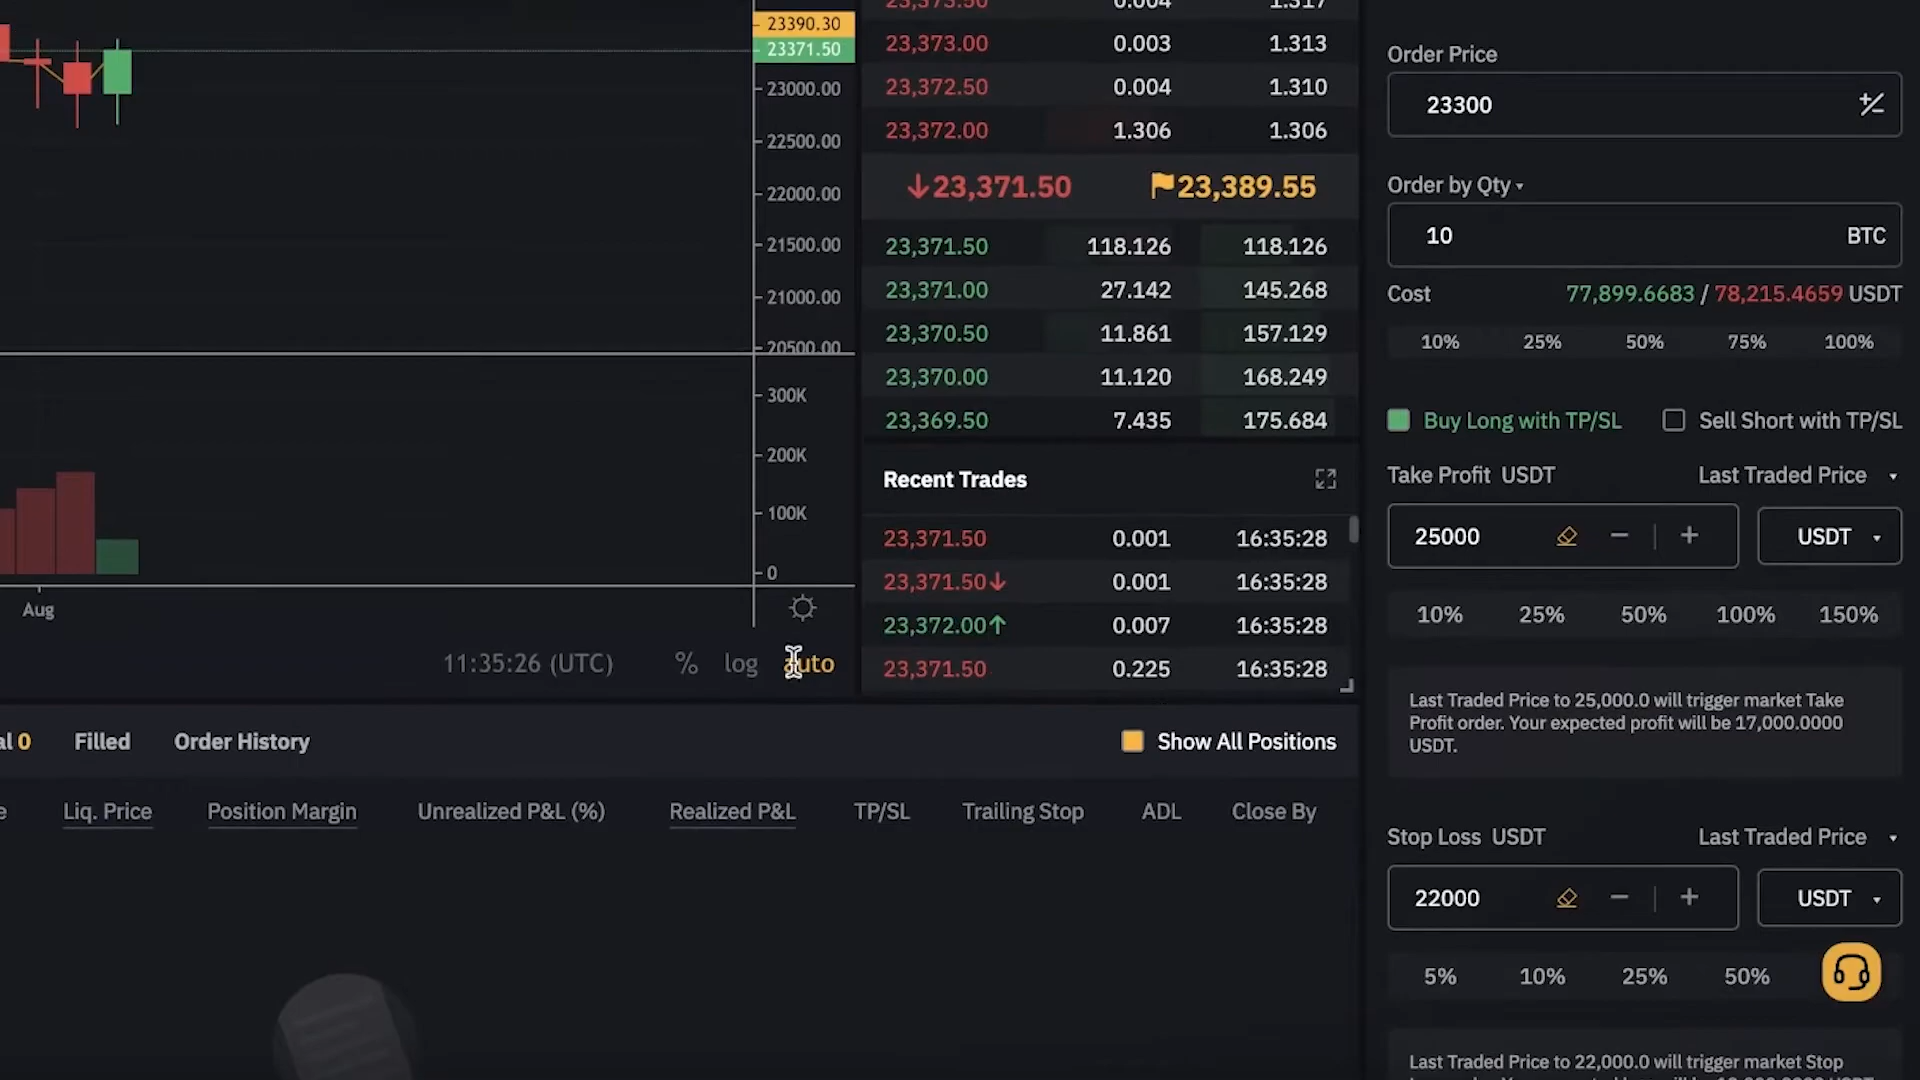 23390.30
23371.50
23000.00
22500.00
22000.00
21500.00
21000.00
20500.00
300K
200K
100K
0
Aug
11:35:26 (UTC) % log auto
0.004 1.317
23,373.00 0.003 1.313
23,372.50 0.004 1.310
23,372.00 1.306 1.306
↓23,371.50 23,389.55
23,371.50 118.126 118.126
23,371.00 27.142 145.268
23,370.50 11.861 157.129
23,370.00 11.120 168.249
23,369.50 7.435 175.684
Recent Trades
23,371.50 0.001 16:35:28
23,371.50↓ 0.001 16:35:28
23,372.00↑ 0.007 16:35:28
23,371.50 0.225 16:35:28
0 Filled Order History Show All Positions
Liq. Price Position Margin Unrealized P&L (%) Realized P&L TP/SL Trailing Stop ADL Close By
Order Price
23300
Order by Qty
10 BTC
Cost 77,899.6683 / 78,215.4659 USDT
10% 25% 50% 75% 100%
Buy Long with TP/SL Sell Short with TP/SL
Take Profit USDT Last Traded Price
25000 − + USDT
10% 25% 50% 100% 150%
Last Traded Price to 25,000.0 will trigger market Take
Profit order. Your expected profit will be 17,000.0000
USDT.
Stop Loss USDT Last Traded Price
22000 − + USDT
5% 10% 25% 50%
Last Traded Price to 22,000.0 will trigger market Stop